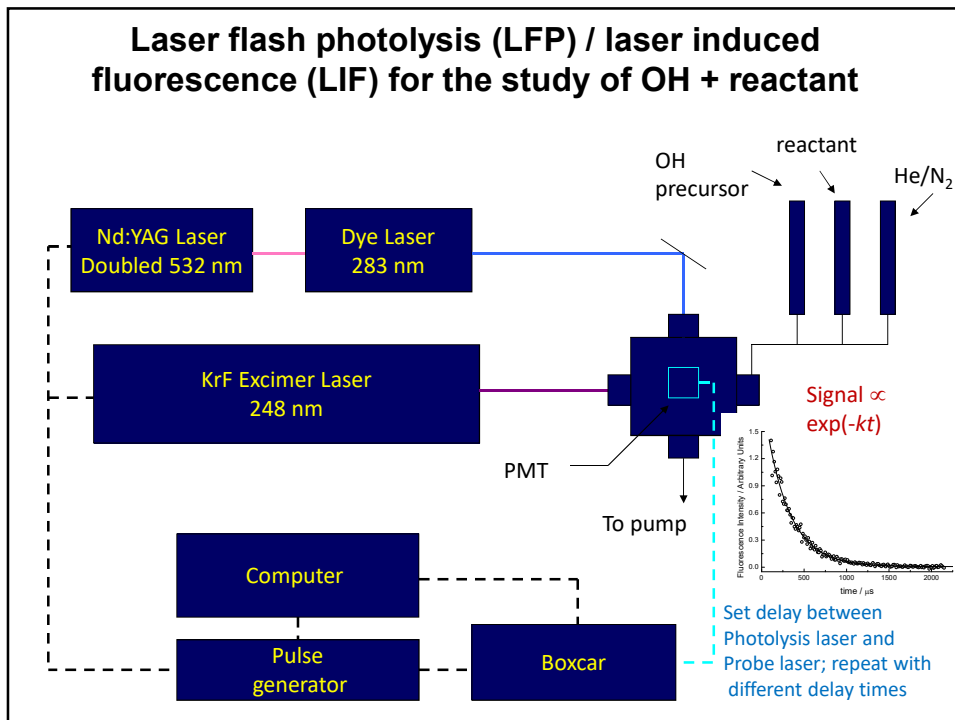 Laser flash photolysis (LFP) / laser induced
fluorescence (LIF) for the study of OH + reactant
reactant
OH
precursor
He/N₂
Nd:YAG Laser
Doubled 532 nm
Dye Laser
283 nm
KrF Excimer Laser
248 nm
Signal ∝
exp(-kt)
PMT
To pump
Fluorescence Intensity / Arbitrary Units
1.5
1.2
0.9
0.6
0.3
0.0
0 500 1000 1500 2000
time / μs
Computer
Pulse
generator
Boxcar
Set delay between
Photolysis laser and
Probe laser; repeat with
different delay times